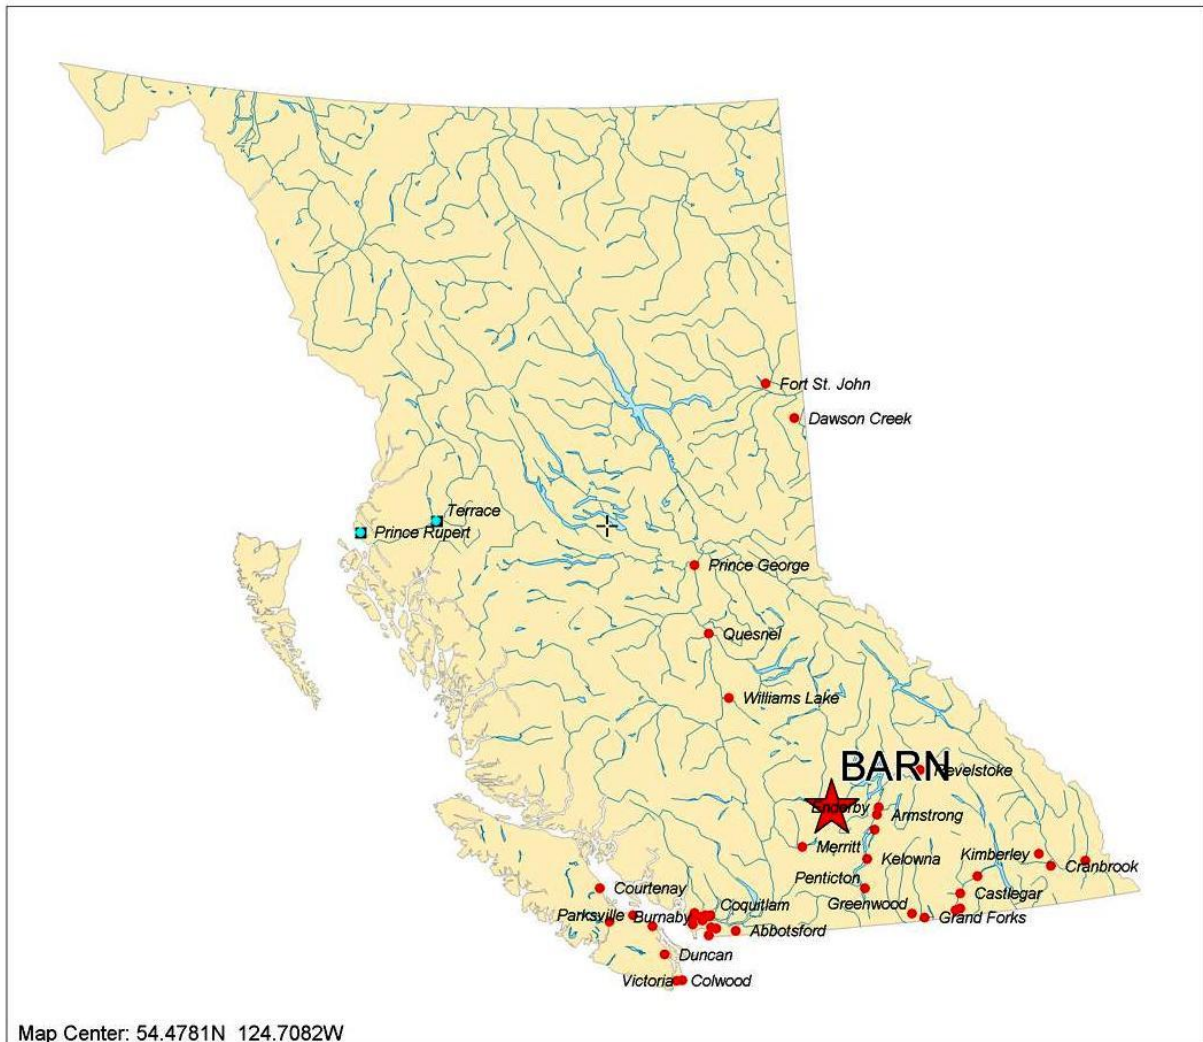 Fort St. John
Dawson Creek
Terrace
Prince Rupert
Prince George
Quesnel
Williams Lake
BARN
Revelstoke
Enderby
Armstrong
Merritt
Kelowna
Kimberley
Cranbrook
Penticton
Courtenay
Castlegar
Greenwood
Coquitlam
Parksville
Burnaby
Grand Forks
Abbotsford
Duncan
Victoria
Colwood
Map Center: 54.4781N 124.7082W